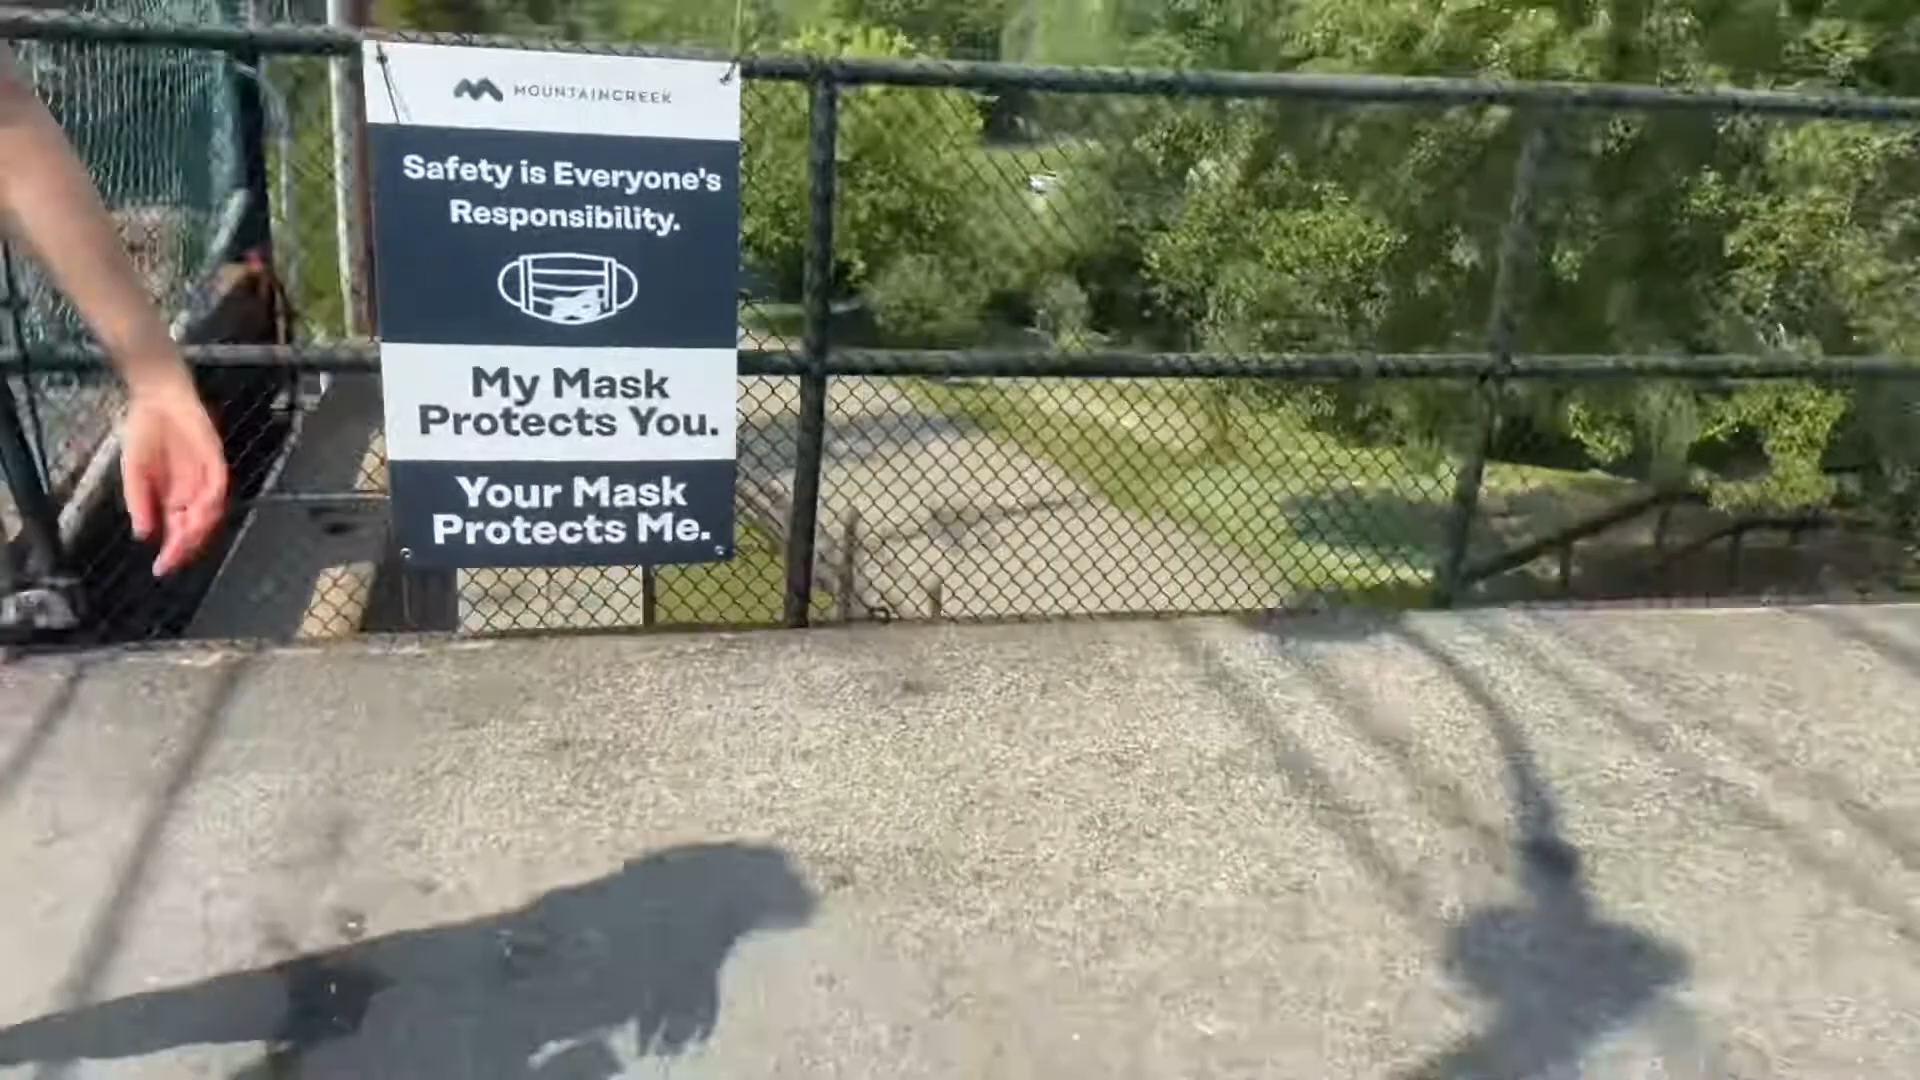 MOUNTAINCREEK
Safety is Everyone's
Responsibility.
My Mask
Protects You.
Your Mask
Protects Me.